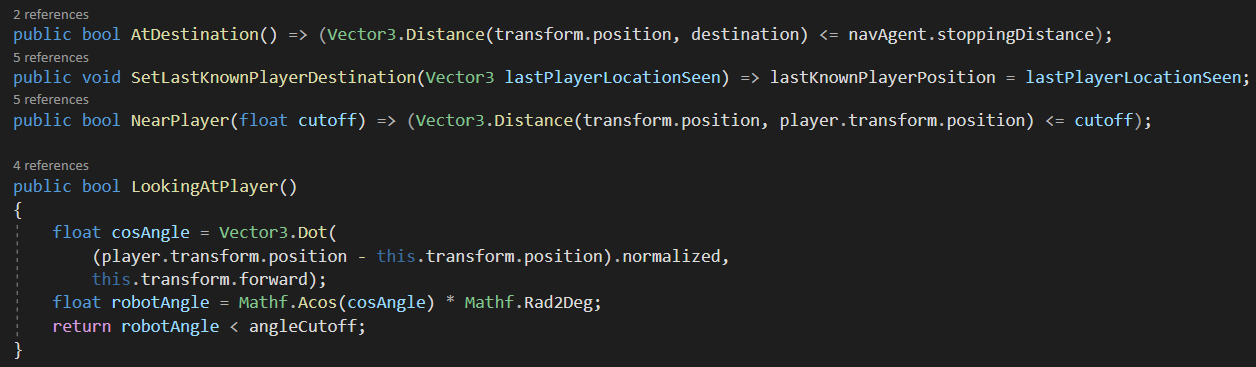 2 references
public bool AtDestination() => (Vector3.Distance(transform.position, destination) <= navAgent.stoppingDistance);
5 references
public void SetLastKnownPlayerDestination(Vector3 lastPlayerLocationSeen) => lastKnownPlayerPosition = lastPlayerLocationSeen;
5 references
public bool NearPlayer(float cutoff) => (Vector3.Distance(transform.position, player.transform.position) <= cutoff);
4 references
public bool LookingAtPlayer()
{
float cosAngle = Vector3.Dot(
(player.transform.position - this.transform.position).normalized,
this.transform.forward);
float robotAngle = Mathf.Acos(cosAngle) * Mathf.Rad2Deg;
return robotAngle < angleCutoff;
}